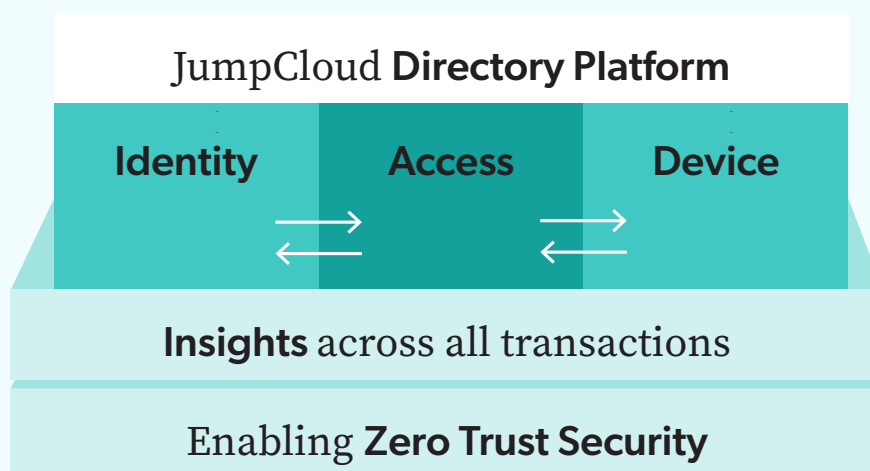 JumpCloud Directory Platform
Identity Access Device
Insights across all transactions
Enabling Zero Trust Security